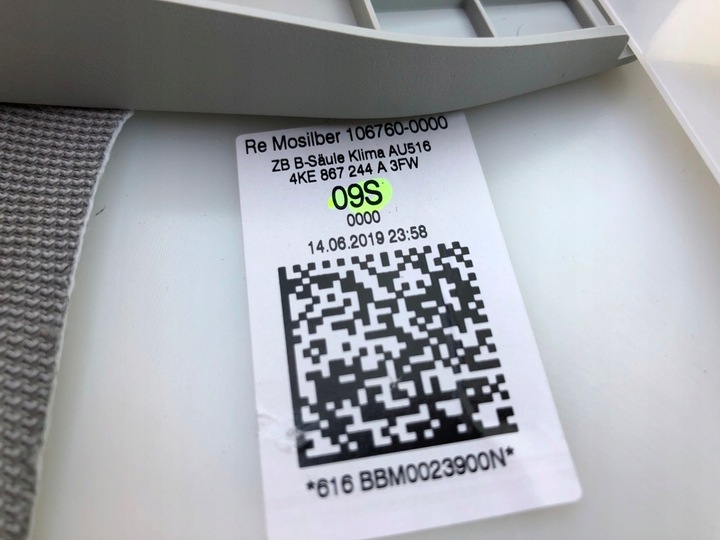 Re Mosilber 106760-0000
ZB B-Säule Klima AU516
4KE 867 244 A 3FW
09S
0000
14.06.2019 23:58
*616 BBM0023900N*